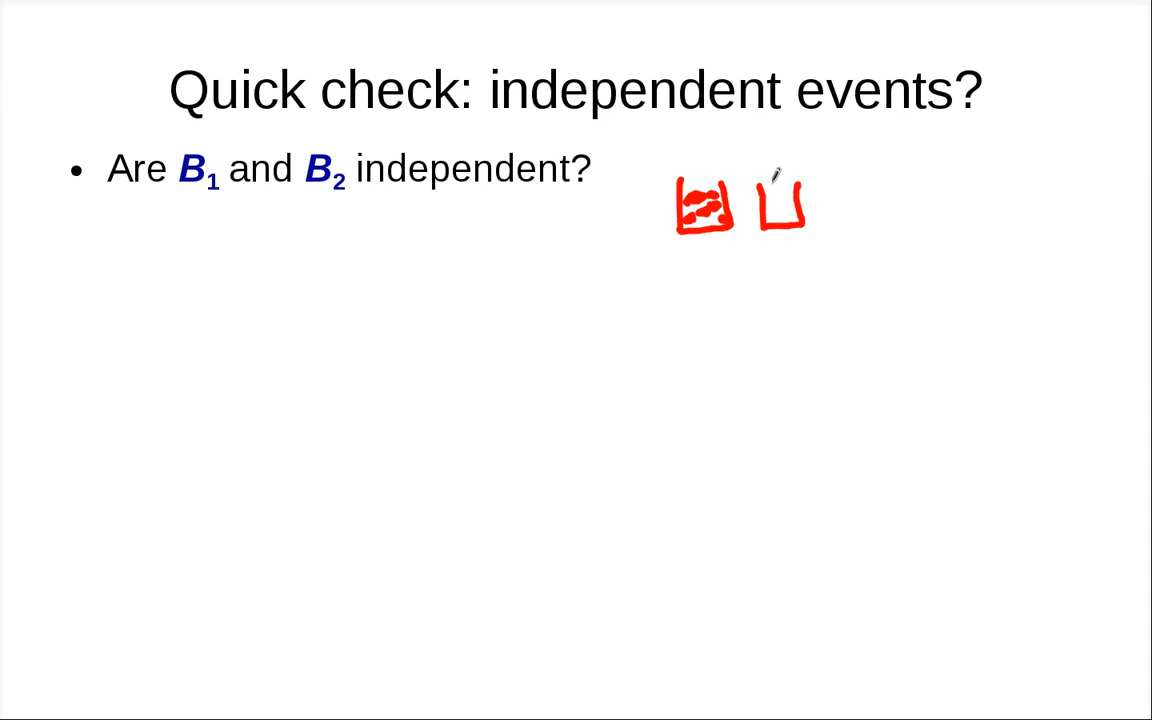 Quick check: independent events?
• Are B₁ and B₂ independent?